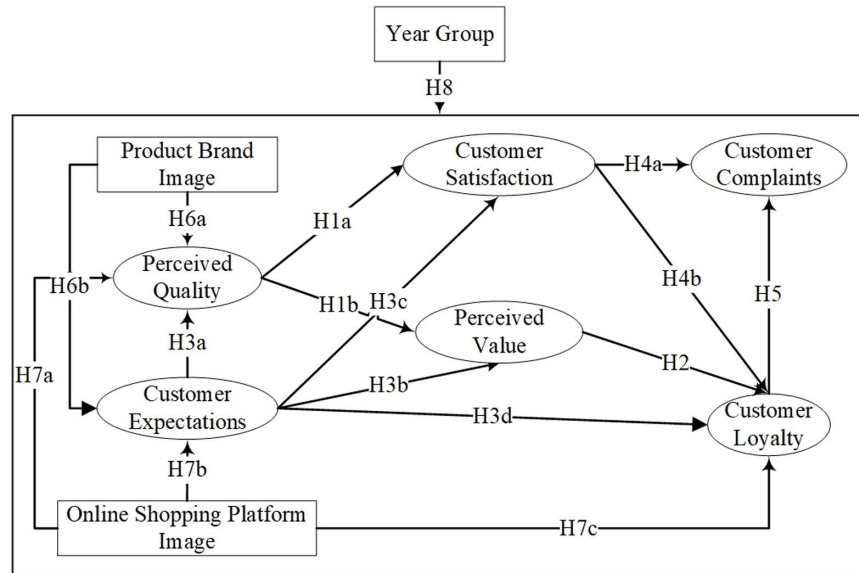 Year Group
H8
Product Brand
Image
Customer
Satisfaction
H4a
Customer
Complaints
H6a
H1a
Perceived
Quality
H6b
H1b
H3c
H4b
H5
Perceived
Value
H3a
H7a
H3b
H2
Customer
Expectations
H3d
Customer
Loyalty
H7b
Online Shopping Platform
Image
H7c